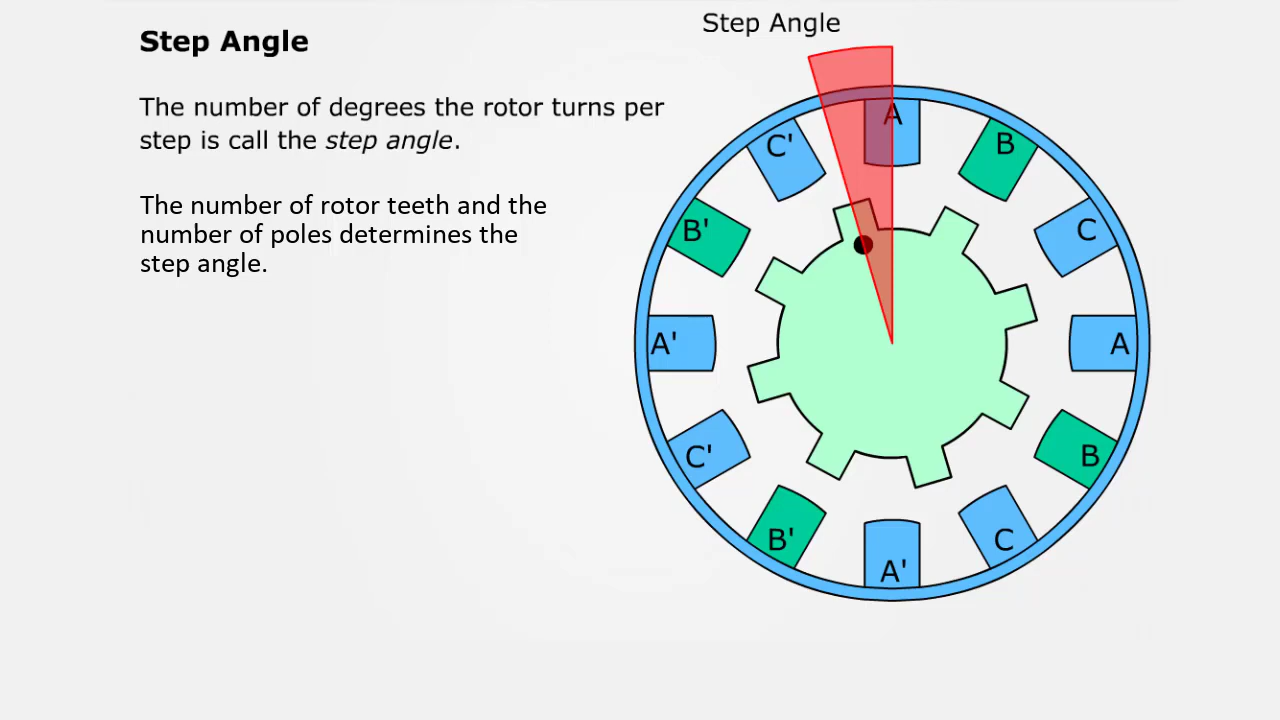 Step Angle
Step Angle
The number of degrees the rotor turns per
step is call the step angle.
The number of rotor teeth and the
number of poles determines the
step angle.
A
C'
B
B'
C
A'
A
C'
B
B'
C
A'